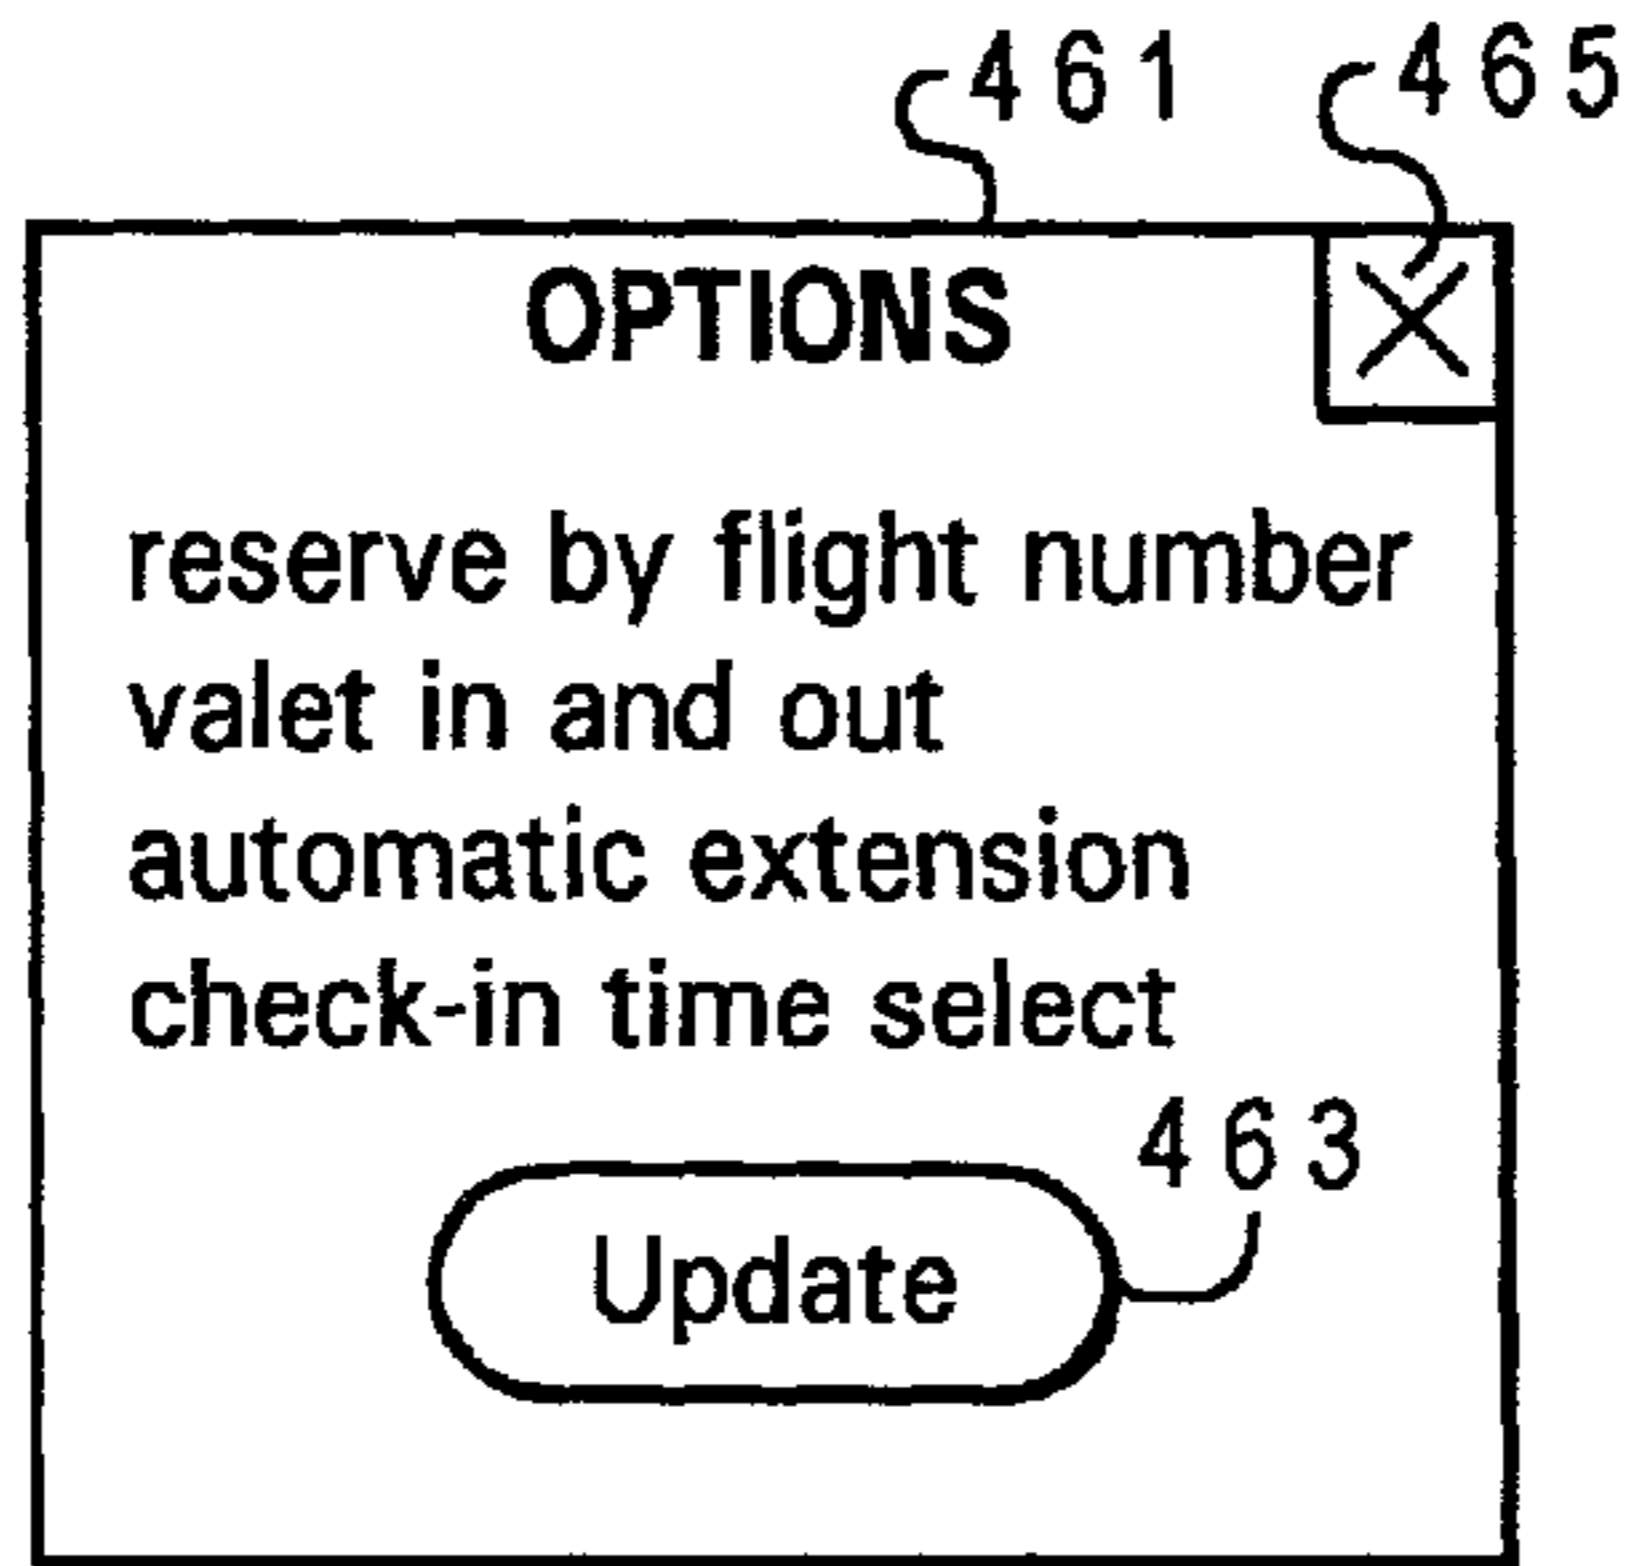 461 465
OPTIONS
reserve by flight number
valet in and out
automatic extension
check-in time select
463
Update